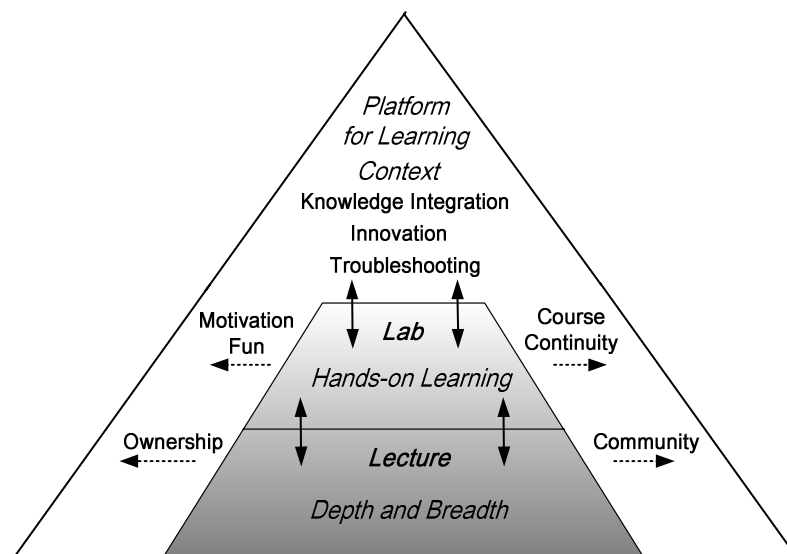 Platform
for Learning
Context
Knowledge Integration
Innovation
Troubleshooting
Motivation
Fun
Lab
Course
Continuity
Hands-on Learning
Ownership
Lecture
Community
Depth and Breadth